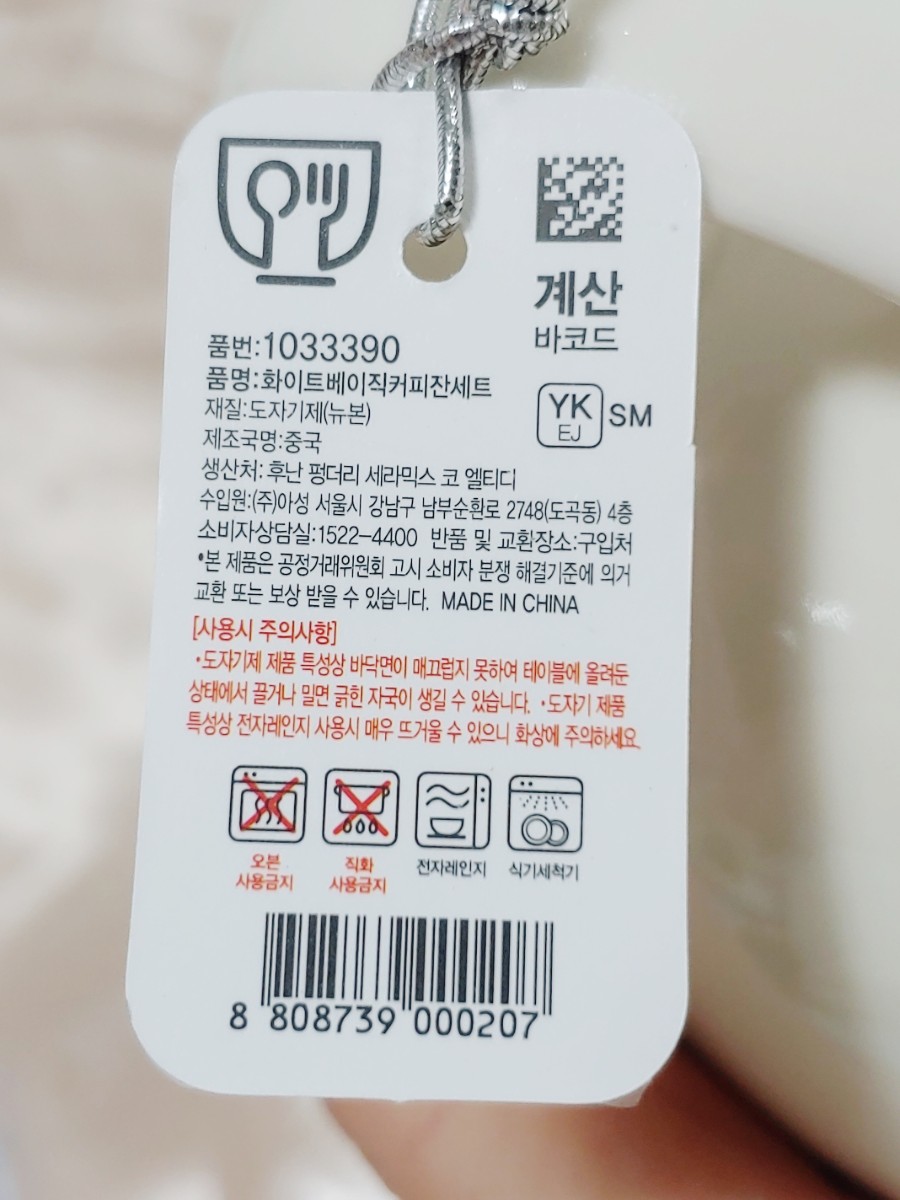 계산
바코드
품번:1033390
품명:화이트베이직커피잔세트
재질:도자기제(뉴본)
YK
EJ
SM
제조국명:중국
생산처:후난 펑더리 세라믹스 코 엘티디
수입원:(주)아성 서울시 강남구 남부순환로 2748(도곡동) 4층
소비자상담실:1522-4400 반품 및 교환장소:구입처
*본 제품은 공정거래위원회 고시 소비자 분쟁 해결기준에 의거
교환 또는 보상 받을 수 있습니다. MADE IN CHINA
[사용시 주의사항]
·도자기제 제품 특성상 바닥면이 매끄럽지 못하여 테이블에 올려둔
상태에서 끌거나 밀면 긁힌 자국이 생길 수 있습니다. ·도자기 제품
특성상 전자레인지 사용시 매우 뜨거울 수 있으니 화상에 주의하세요.
오븐
사용금지
직화
사용금지
전자레인지
식기세척기
8 808739 000207